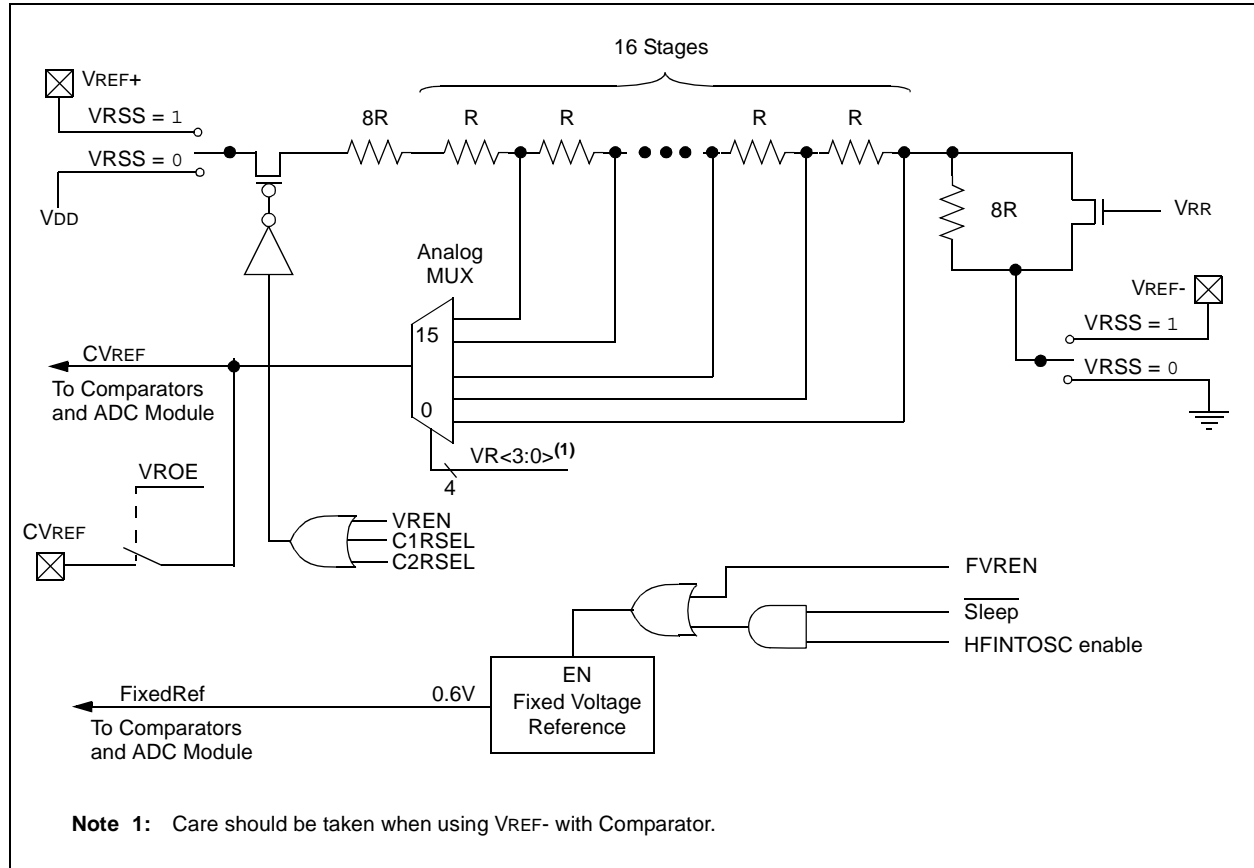 16 Stages
VREF+
VRSS = 1
8R
R
R
R
R
VRSS = 0
VDD
8R
VRR
Analog
MUX
VREF-
15
VRSS = 1
CVREF
VRSS = 0
To Comparators
and ADC Module
0
VR<3:0>(1)
VROE
4
CVREF
VREN
C1RSEL
C2RSEL
FVREN
Sleep
HFINTOSC enable
EN
FixedRef
0.6V
Fixed Voltage
Reference
To Comparators
and ADC Module
Note 1: Care should be taken when using VREF- with Comparator.